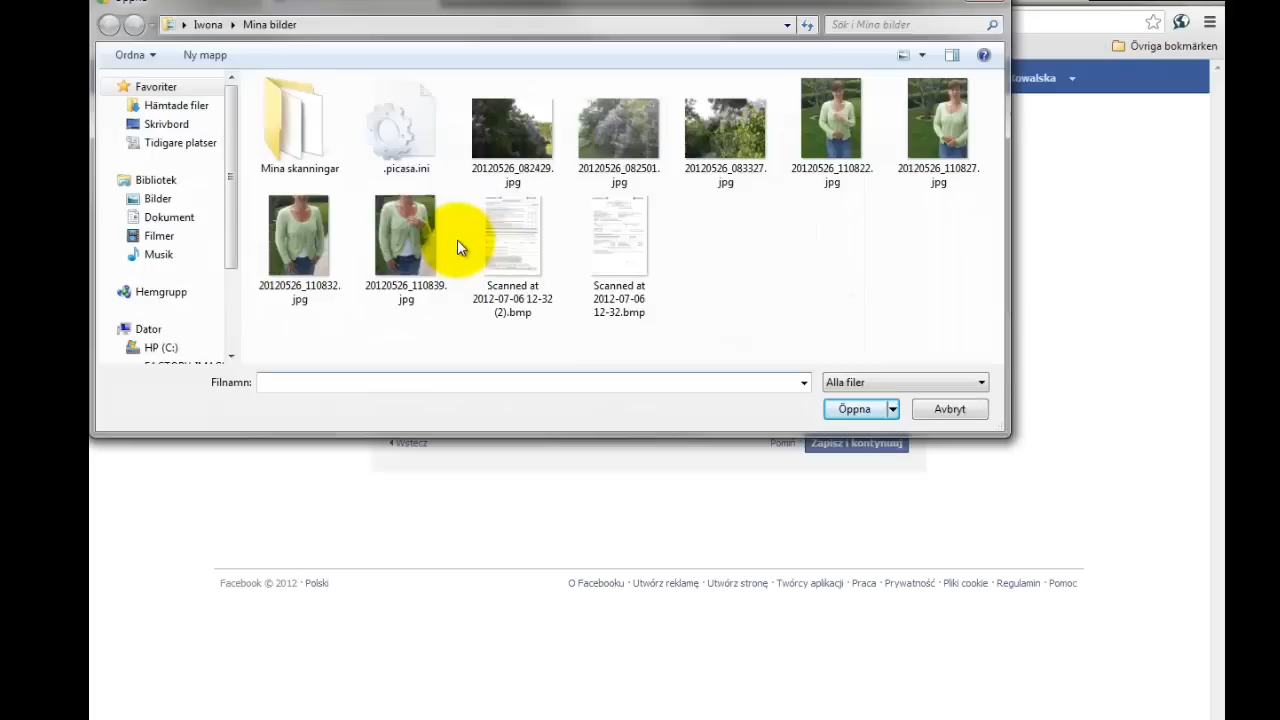 Iwona Mina bilder
Sök i Mina bilder
Övriga bokmärken
Ordna
Ny mapp
Favoriter
Hämtade filer
Skrivbord
Tidigare platser
Bibliotek
Bilder
Dokument
Filmer
Musik
Hemgrupp
Dator
HP (C:)
Mina skanningar
.picasa.ini
20120526_082429.
jpg
20120526_082501.
jpg
20120526_083327.
jpg
20120526_110822.
jpg
20120526_110827.
jpg
20120526_110832.
jpg
20120526_110839.
jpg
Scanned at
2012-07-06 12-32
(2).bmp
Scanned at
2012-07-06
12-32.bmp
Filnamn:
Alla filer
Öppna
Avbryt
Wstecz
Pomiń
Zapisz i kontynuuj
Facebook © 2012 · Polski
O Facebooku · Utwórz reklamę · Utwórz stronę · Twórcy aplikacji · Praca · Prywatność · Pliki cookie · Regulamin · Pomoc